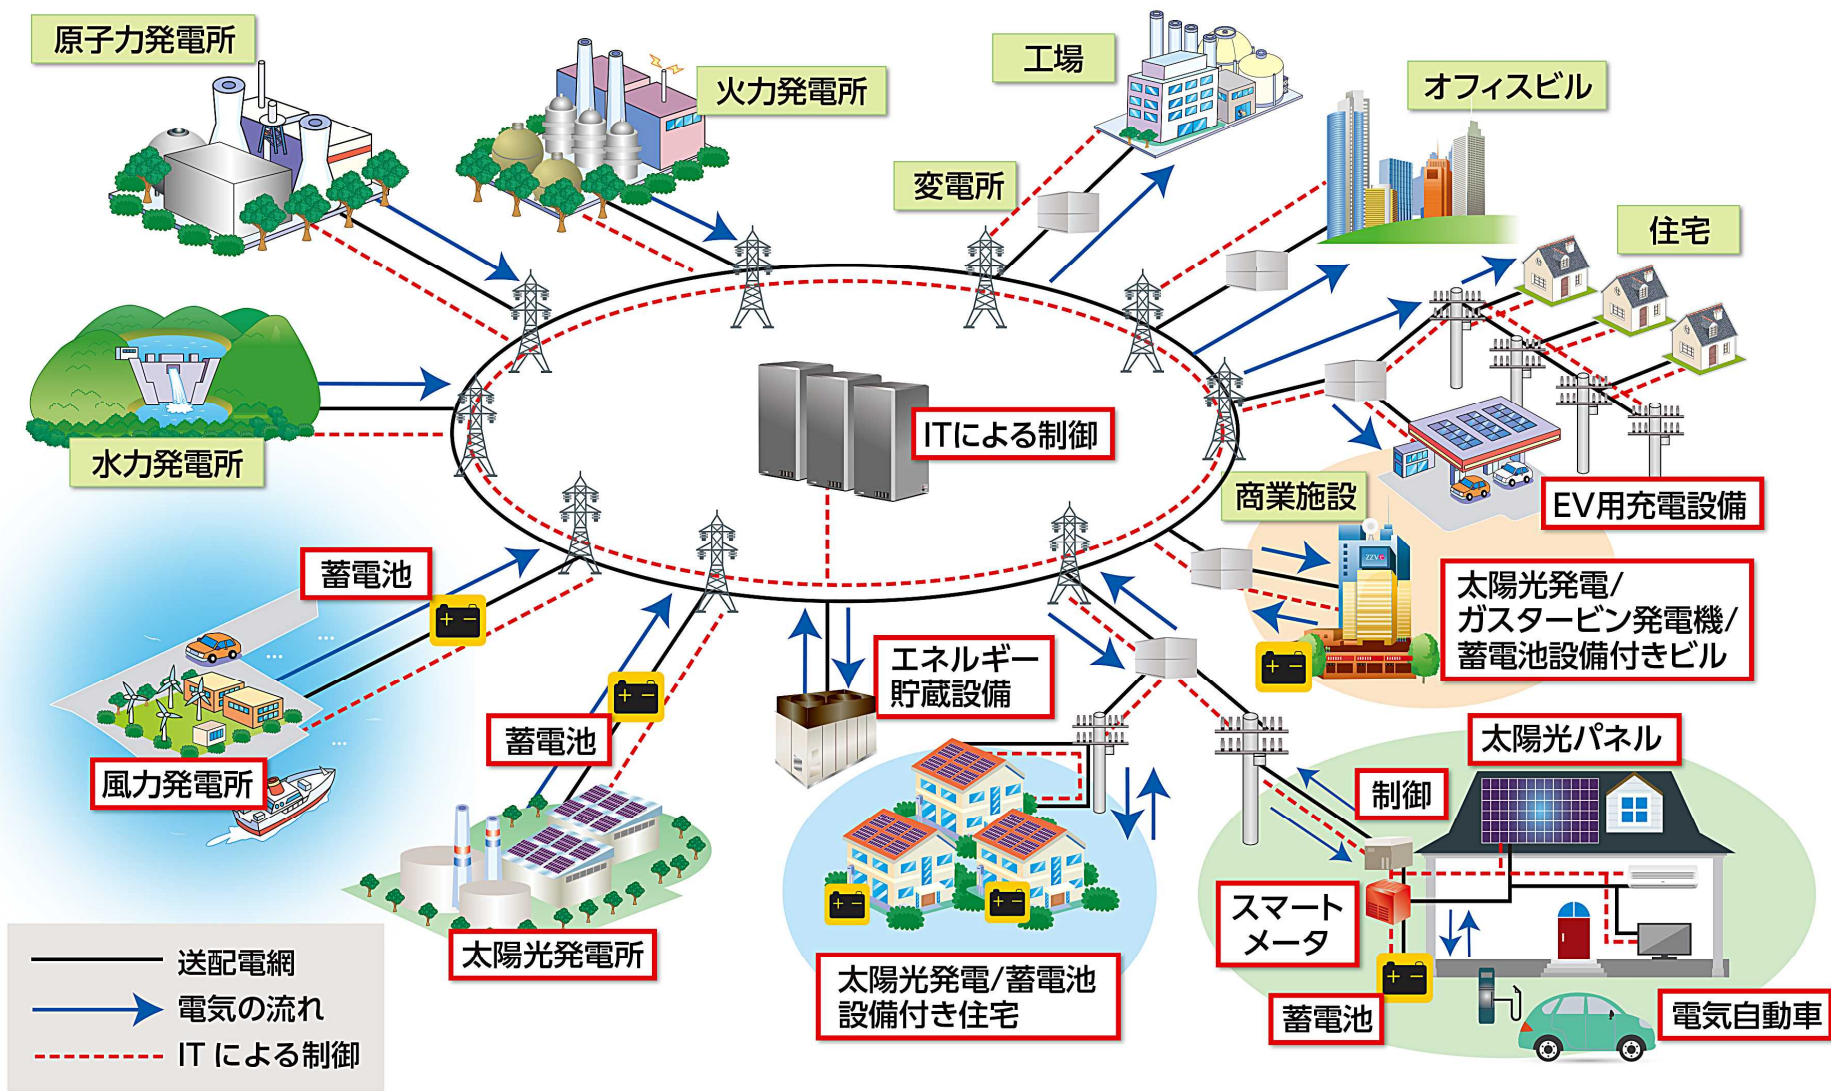 原子力発電所
火力発電所
工場
オフィスビル
変電所
住宅
水力発電所
ITによる制御
商業施設
EV用充電設備
蓄電池
太陽光発電/
ガスタービン発電機/
蓄電池設備付きビル
エネルギー
貯蔵設備
蓄電池
風力発電所
太陽光パネル
制御
スマート
メータ
太陽光発電所
太陽光発電/蓄電池
設備付き住宅
蓄電池
電気自動車
送配電網
電気の流れ
IT による制御